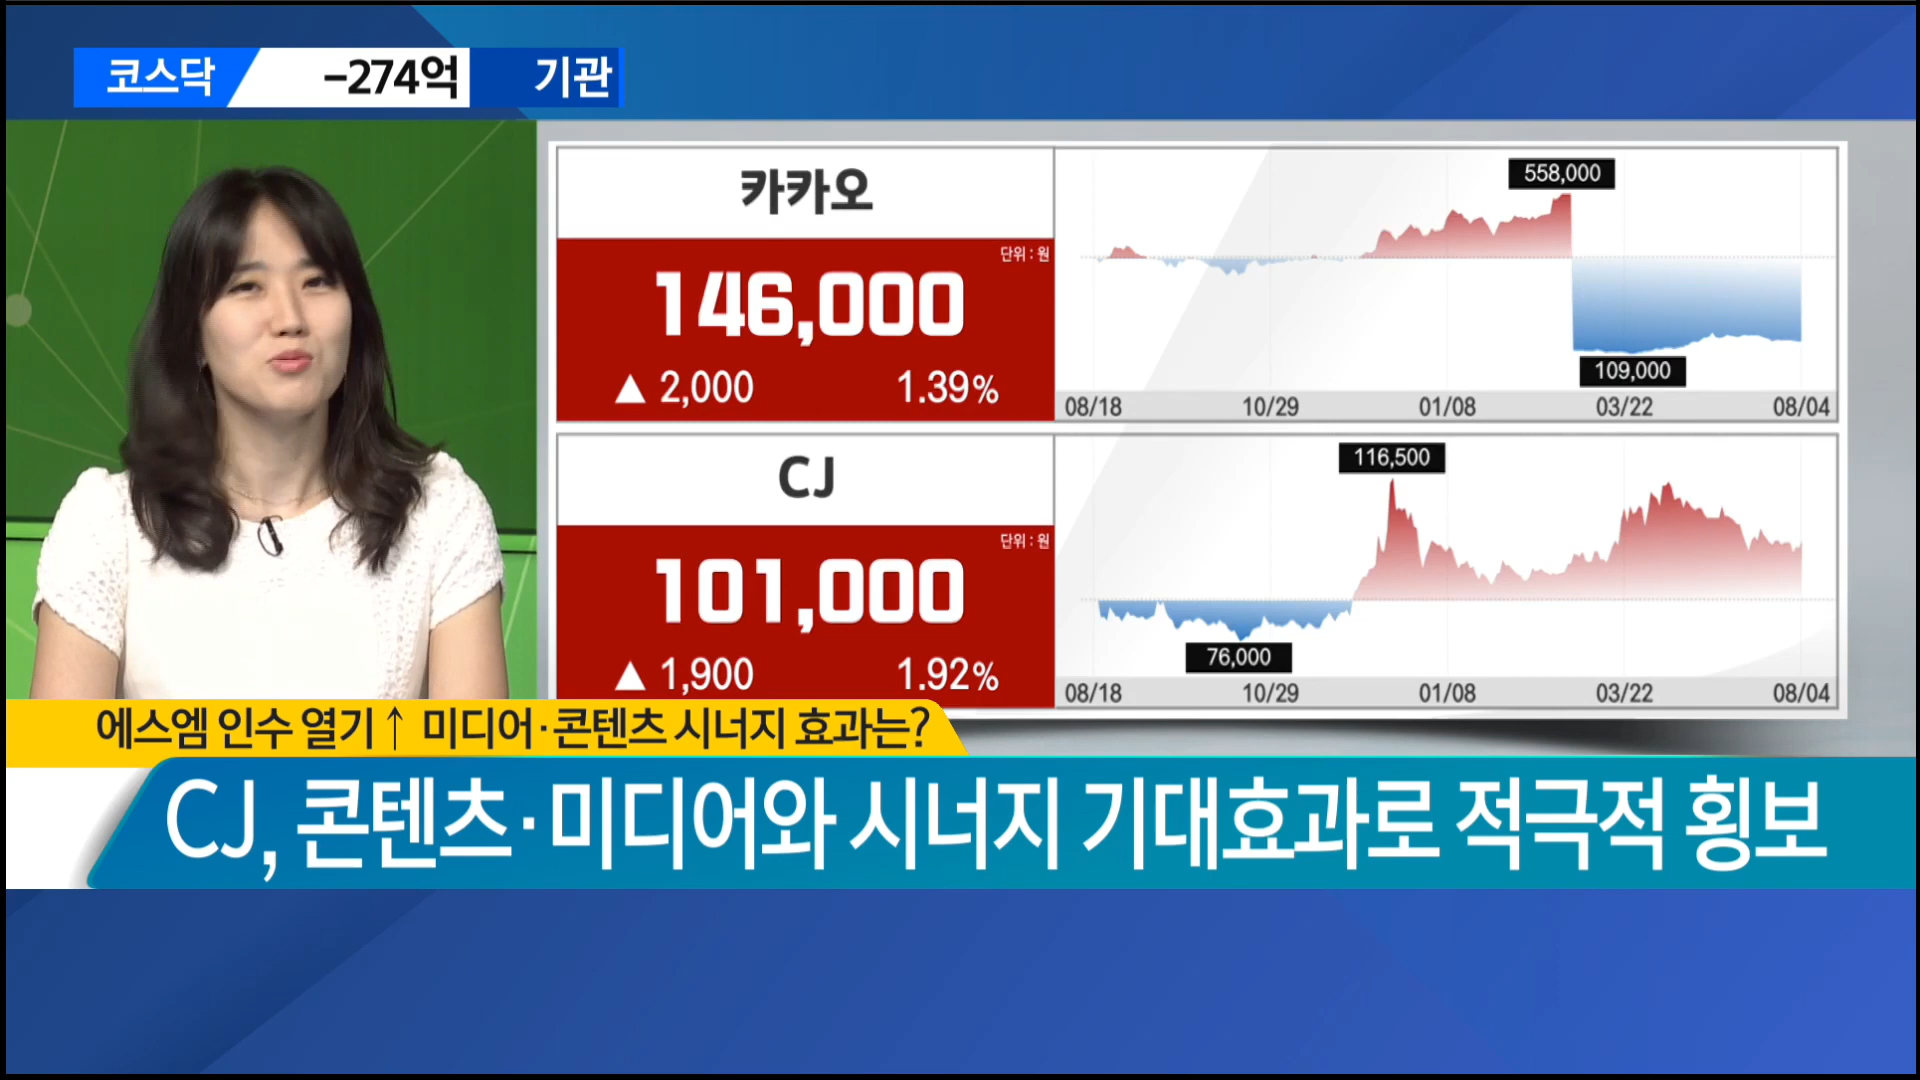 코스닥 -274억 기관
카카오
단위 : 원
146,000
▲ 2,000 1.39%
558,000
109,000
08/18 10/29 01/08 03/22 08/04
CJ
단위 : 원
101,000
▲ 1,900 1.92%
116,500
76,000
08/18 10/29 01/08 03/22 08/04
에스엠 인수 열기↑ 미디어·콘텐츠 시너지 효과는?
CJ, 콘텐츠·미디어와 시너지 기대효과로 적극적 횡보